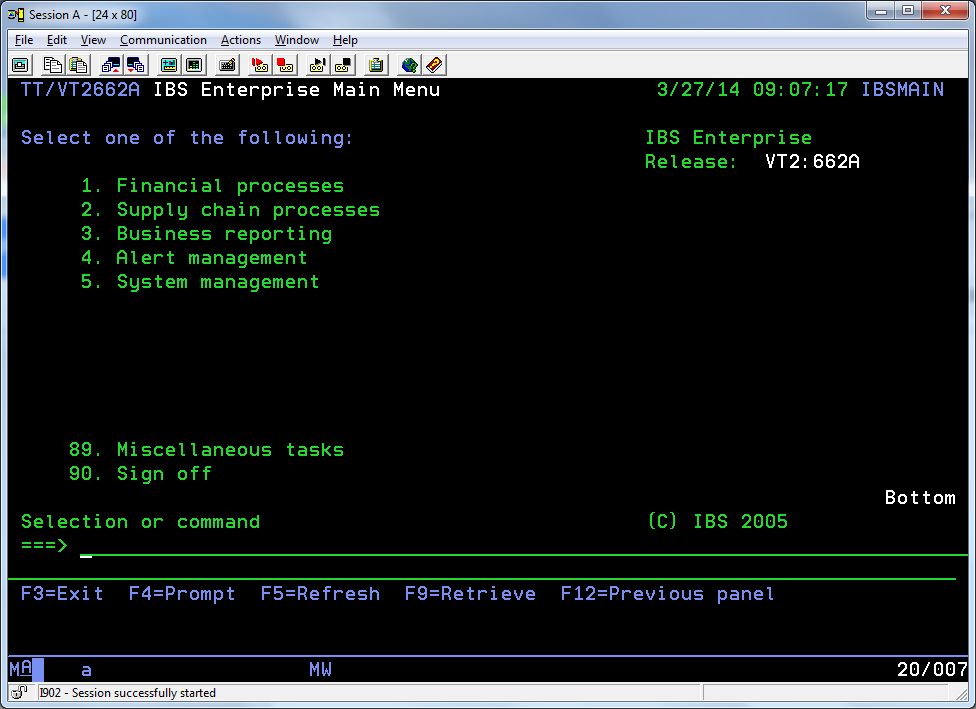 Session A - [24 x 80]
File Edit View Communication Actions Window Help
TT/VT2662A IBS Enterprise Main Menu 3/27/14 09:07:17 IBSMAIN
Select one of the following: IBS Enterprise
Release: VT2:662A
1. Financial processes
2. Supply chain processes
3. Business reporting
4. Alert management
5. System management
89. Miscellaneous tasks
90. Sign off
Bottom
Selection or command (C) IBS 2005
===>
F3=Exit F4=Prompt F5=Refresh F9=Retrieve F12=Previous panel
MA a MW 20/007
I902 - Session successfully started